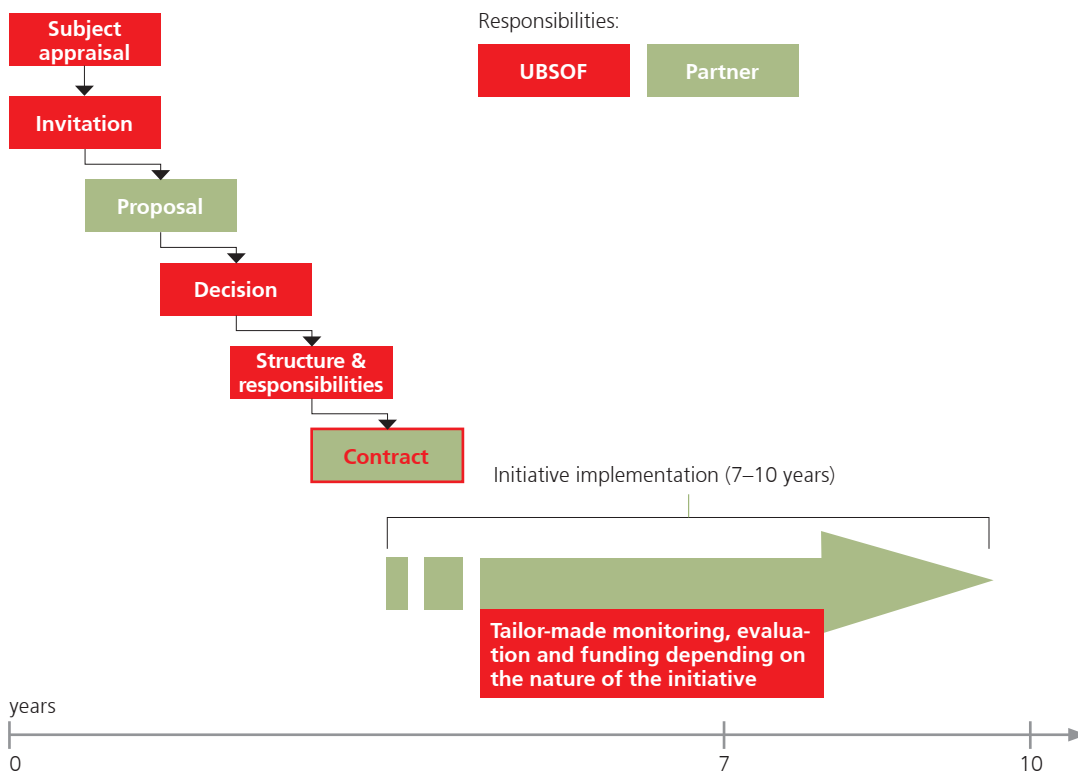 Subject
appraisal
Responsibilities:
UBSOF
Partner
Invitation
Proposal
Decision
Structure &
responsibilities
Contract
Initiative implementation (7–10 years)
Tailor-made monitoring, evalua-
tion and funding depending on
the nature of the initiative
years
0
7
10